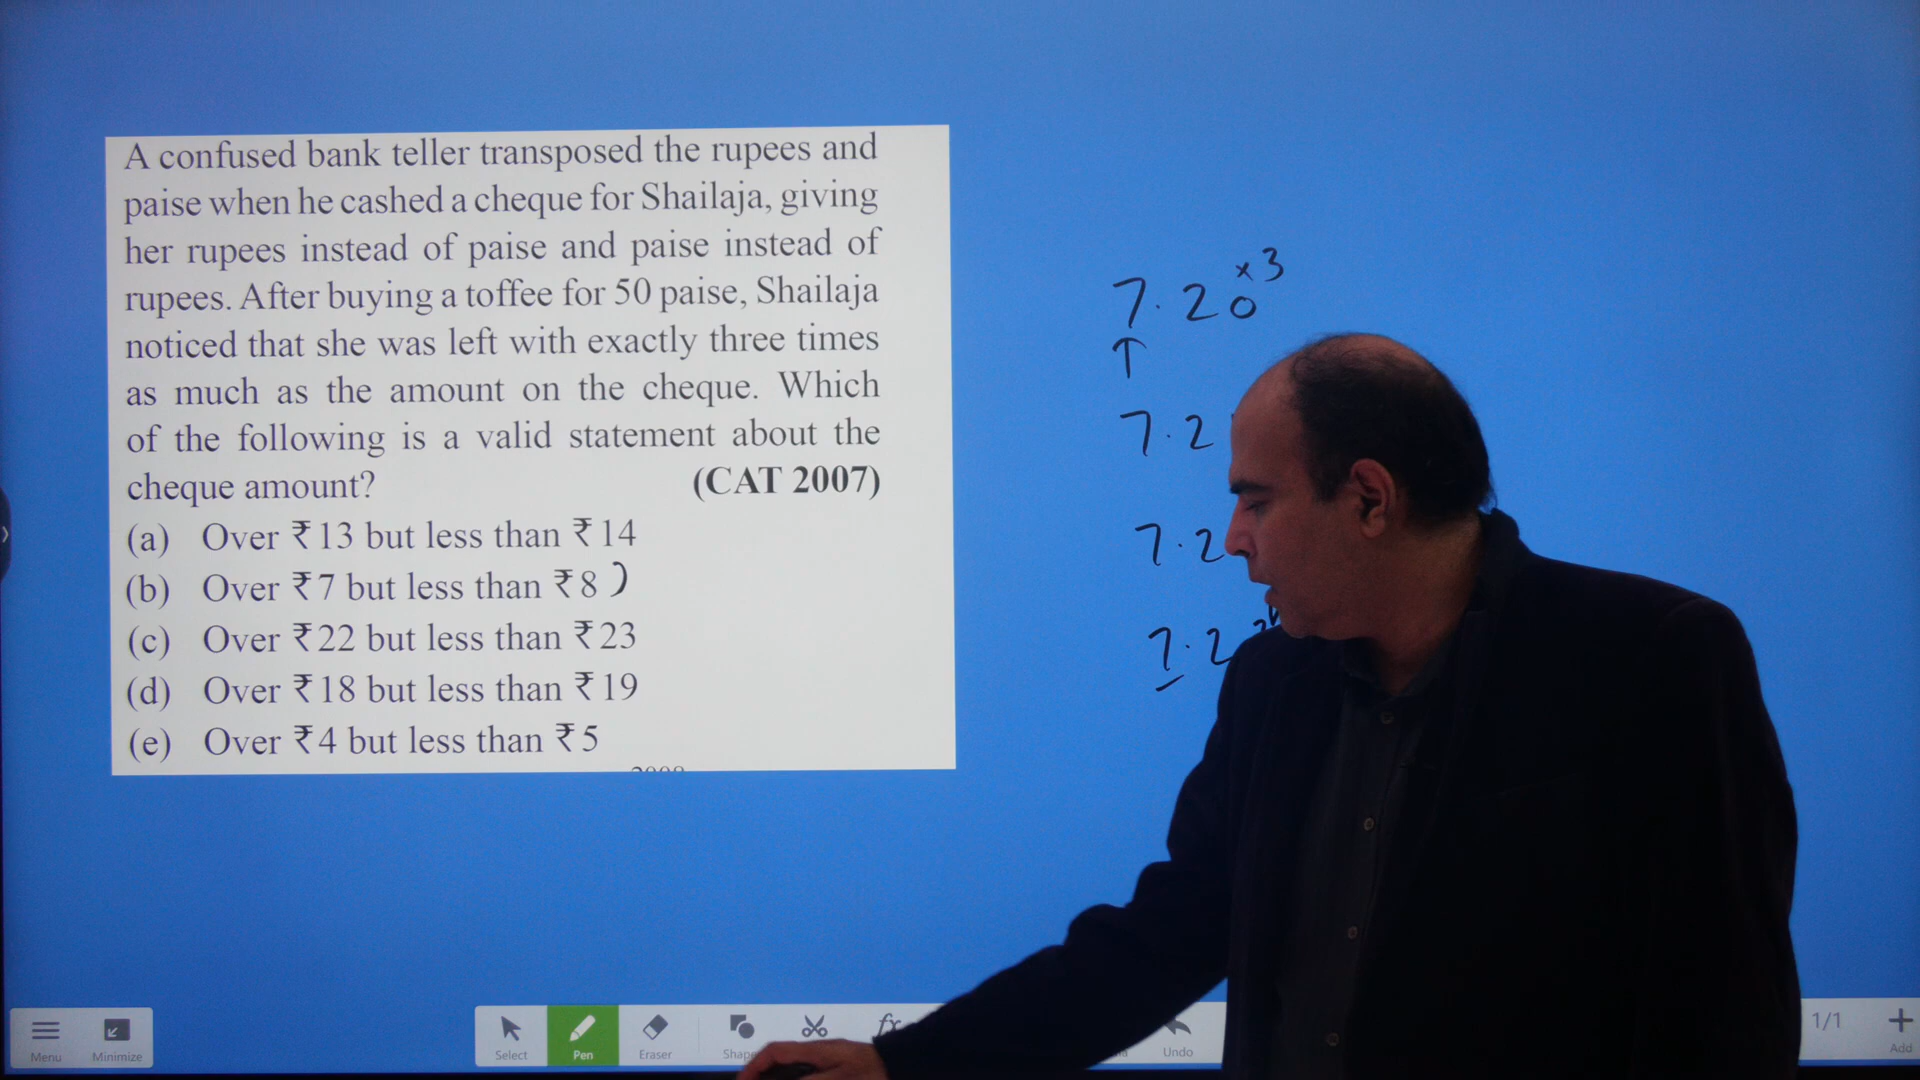 A confused bank teller transposed the rupees and
paise when he cashed a cheque for Shailaja, giving
her rupees instead of paise and paise instead of
rupees. After buying a toffee for 50 paise, Shailaja
noticed that she was left with exactly three times
as much as the amount on the cheque. Which
of the following is a valid statement about the
cheque amount? (CAT 2007)
(a) Over ₹ 13 but less than ₹ 14
(b) Over ₹ 7 but less than ₹ 8 )
(c) Over ₹ 22 but less than ₹ 23
(d) Over ₹ 18 but less than ₹ 19
(e) Over ₹ 4 but less than ₹ 5
7.20 ×3
↑
7.2
7.2
7.2
Menu
Minimize
Select
Pen
Eraser
Undo
1/1
Add